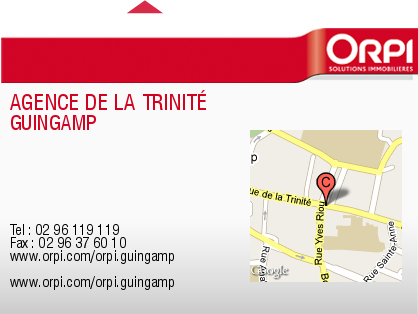 ORPI
SOLUTIONS IMMOBILIÈRES
AGENCE DE LA TRINITÉ
GUINGAMP
p
C
ue de la Trinité
Rue Yves Riou
Rue Sainte-Anne
Bo
Google
Tel : 02 96 119 119
Fax : 02 96 37 60 10
www.orpi.com/orpi.guingamp
www.orpi.com/orpi.guingamp